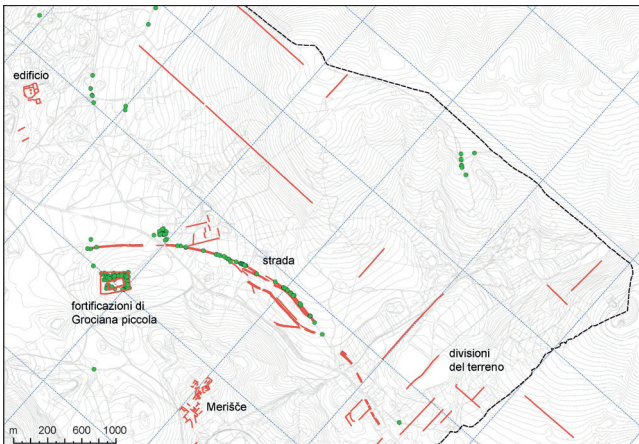 edificio
strada
fortificazioni di
Grociana piccola
divisioni
del terreno
Merišče
m 200 600 1000